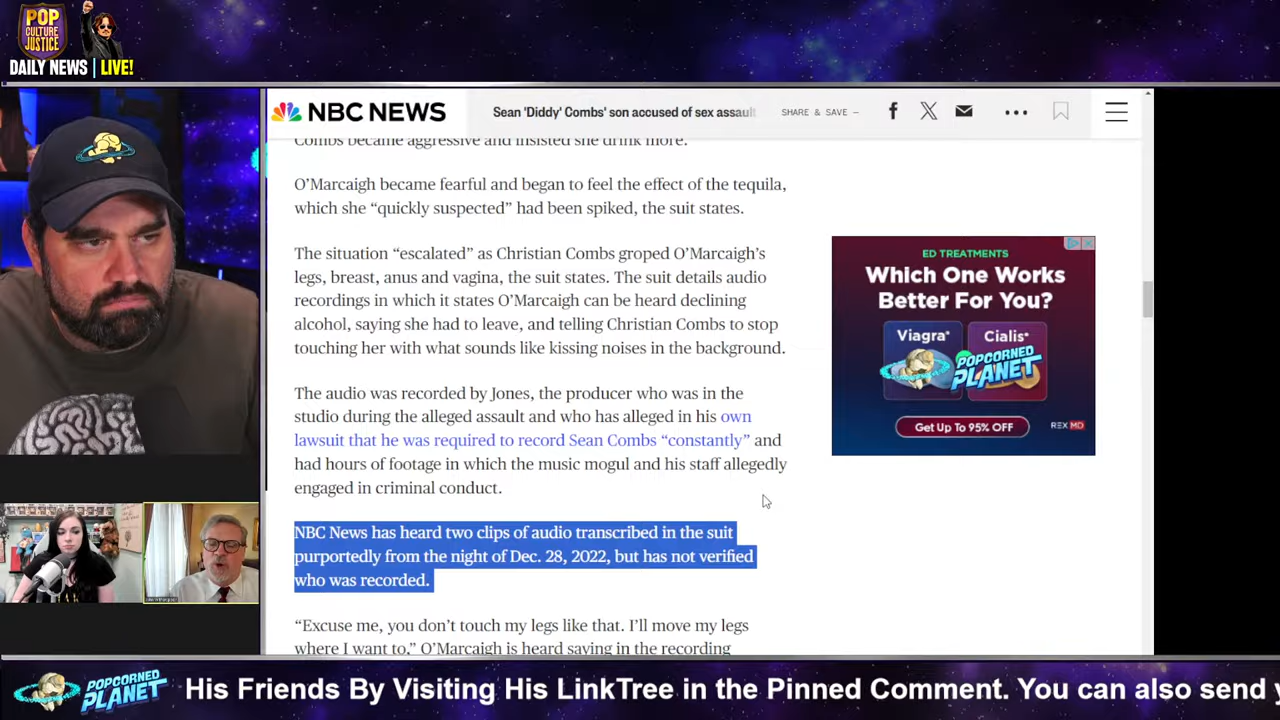 POP
CULTURE
JUSTICE
DAILY NEWS | LIVE!
NBC NEWS
Sean 'Diddy' Combs' son accused of sex assault
SHARE & SAVE —
Combs became aggressive and insisted she drink more.
O’Marcaigh became fearful and began to feel the effect of the tequila,
which she “quickly suspected” had been spiked, the suit states.
The situation “escalated” as Christian Combs groped O’Marcaigh’s
legs, breast, anus and vagina, the suit states. The suit details audio
recordings in which it states O’Marcaigh can be heard declining
alcohol, saying she had to leave, and telling Christian Combs to stop
touching her with what sounds like kissing noises in the background.
The audio was recorded by Jones, the producer who was in the
studio during the alleged assault and who has alleged in his own
lawsuit that he was required to record Sean Combs “constantly” and
had hours of footage in which the music mogul and his staff allegedly
engaged in criminal conduct.
NBC News has heard two clips of audio transcribed in the suit
purportedly from the night of Dec. 28, 2022, but has not verified
who was recorded.
“Excuse me, you don’t touch my legs like that. I’ll move my legs
where I want to,” O’Marcaigh is heard saying in the recording
ED TREATMENTS
Which One Works
Better For You?
Viagra* Cialis*
POPCORNED
PLANET
Get Up To 95% OFF
REX MD
POPCORNED
PLANET
His Friends By Visiting His LinkTree in the Pinned Comment. You can also send